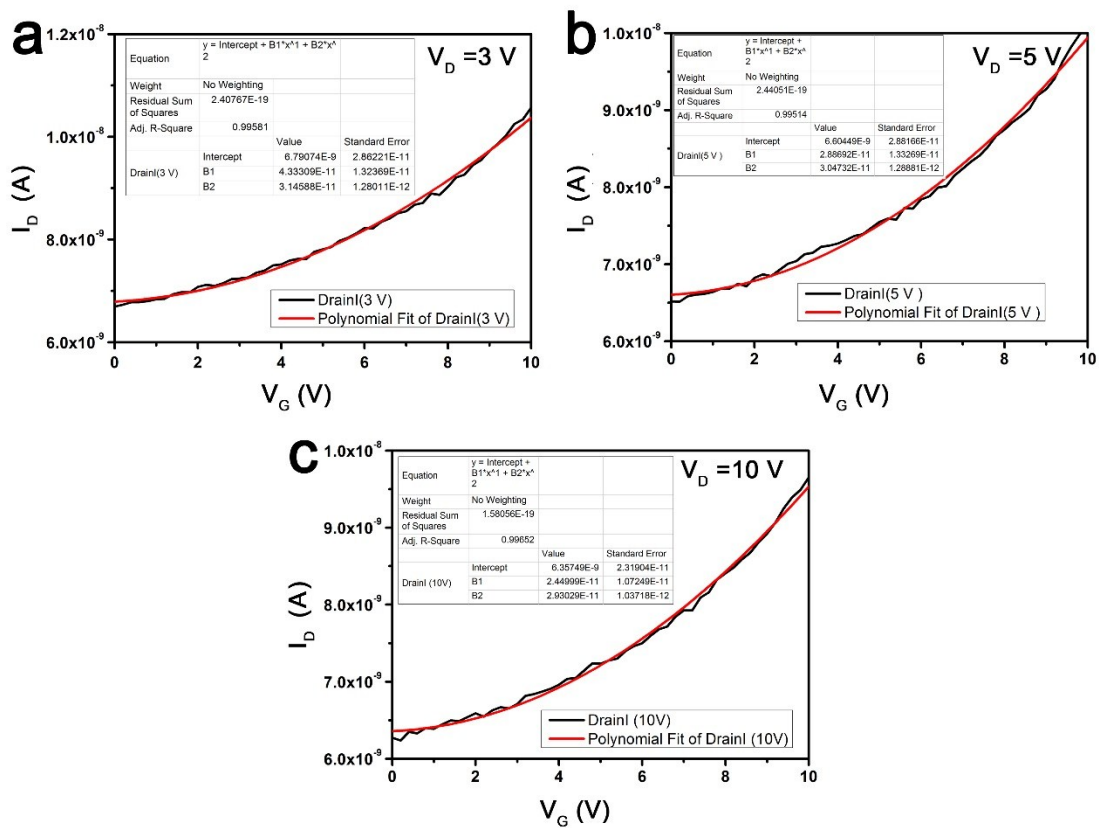 a
V_D =3 V
Equation y = Intercept + B1*x^1 + B2*x^
2
Weight No Weighting
Residual Sum
of Squares 2.40767E-19
Adj. R-Square 0.99581
Value Standard Error
DrainI(3 V) Intercept 6.79074E-9 2.86221E-11
B1 4.33309E-11 1.32369E-11
B2 3.14588E-11 1.28011E-12
1.2x10^-8
1.0x10^-8
8.0x10^-9
6.0x10^-9
I_D (A)
DrainI(3 V)
Polynomial Fit of DrainI(3 V)
0 2 4 6 8 10
V_G (V)
b
V_D =5 V
Equation y = Intercept +
B1*x^1 + B2*x^
2
Weight No Weighting
Residual Sum
of Squares 2.44051E-19
Adj. R-Square 0.99514
Value Standard Error
DrainI(5 V ) Intercept 6.60449E-9 2.88166E-11
B1 2.88692E-11 1.33269E-11
B2 3.04732E-11 1.28881E-12
1.0x10^-8
9.0x10^-9
8.0x10^-9
7.0x10^-9
6.0x10^-9
I_D (A)
DrainI(5 V )
Polynomial Fit of DrainI(5 V )
0 2 4 6 8 10
V_G (V)
c
V_D =10 V
Equation y = Intercept +
B1*x^1 + B2*x^
2
Weight No Weighting
Residual Sum
of Squares 1.58056E-19
Adj. R-Square 0.99652
Value Standard Error
DrainI (10V) Intercept 6.35749E-9 2.31904E-11
B1 2.44999E-11 1.07249E-11
B2 2.93029E-11 1.03718E-12
1.0x10^-8
9.0x10^-9
8.0x10^-9
7.0x10^-9
6.0x10^-9
I_D (A)
DrainI (10V)
Polynomial Fit of DrainI (10V)
0 2 4 6 8 10
V_G (V)